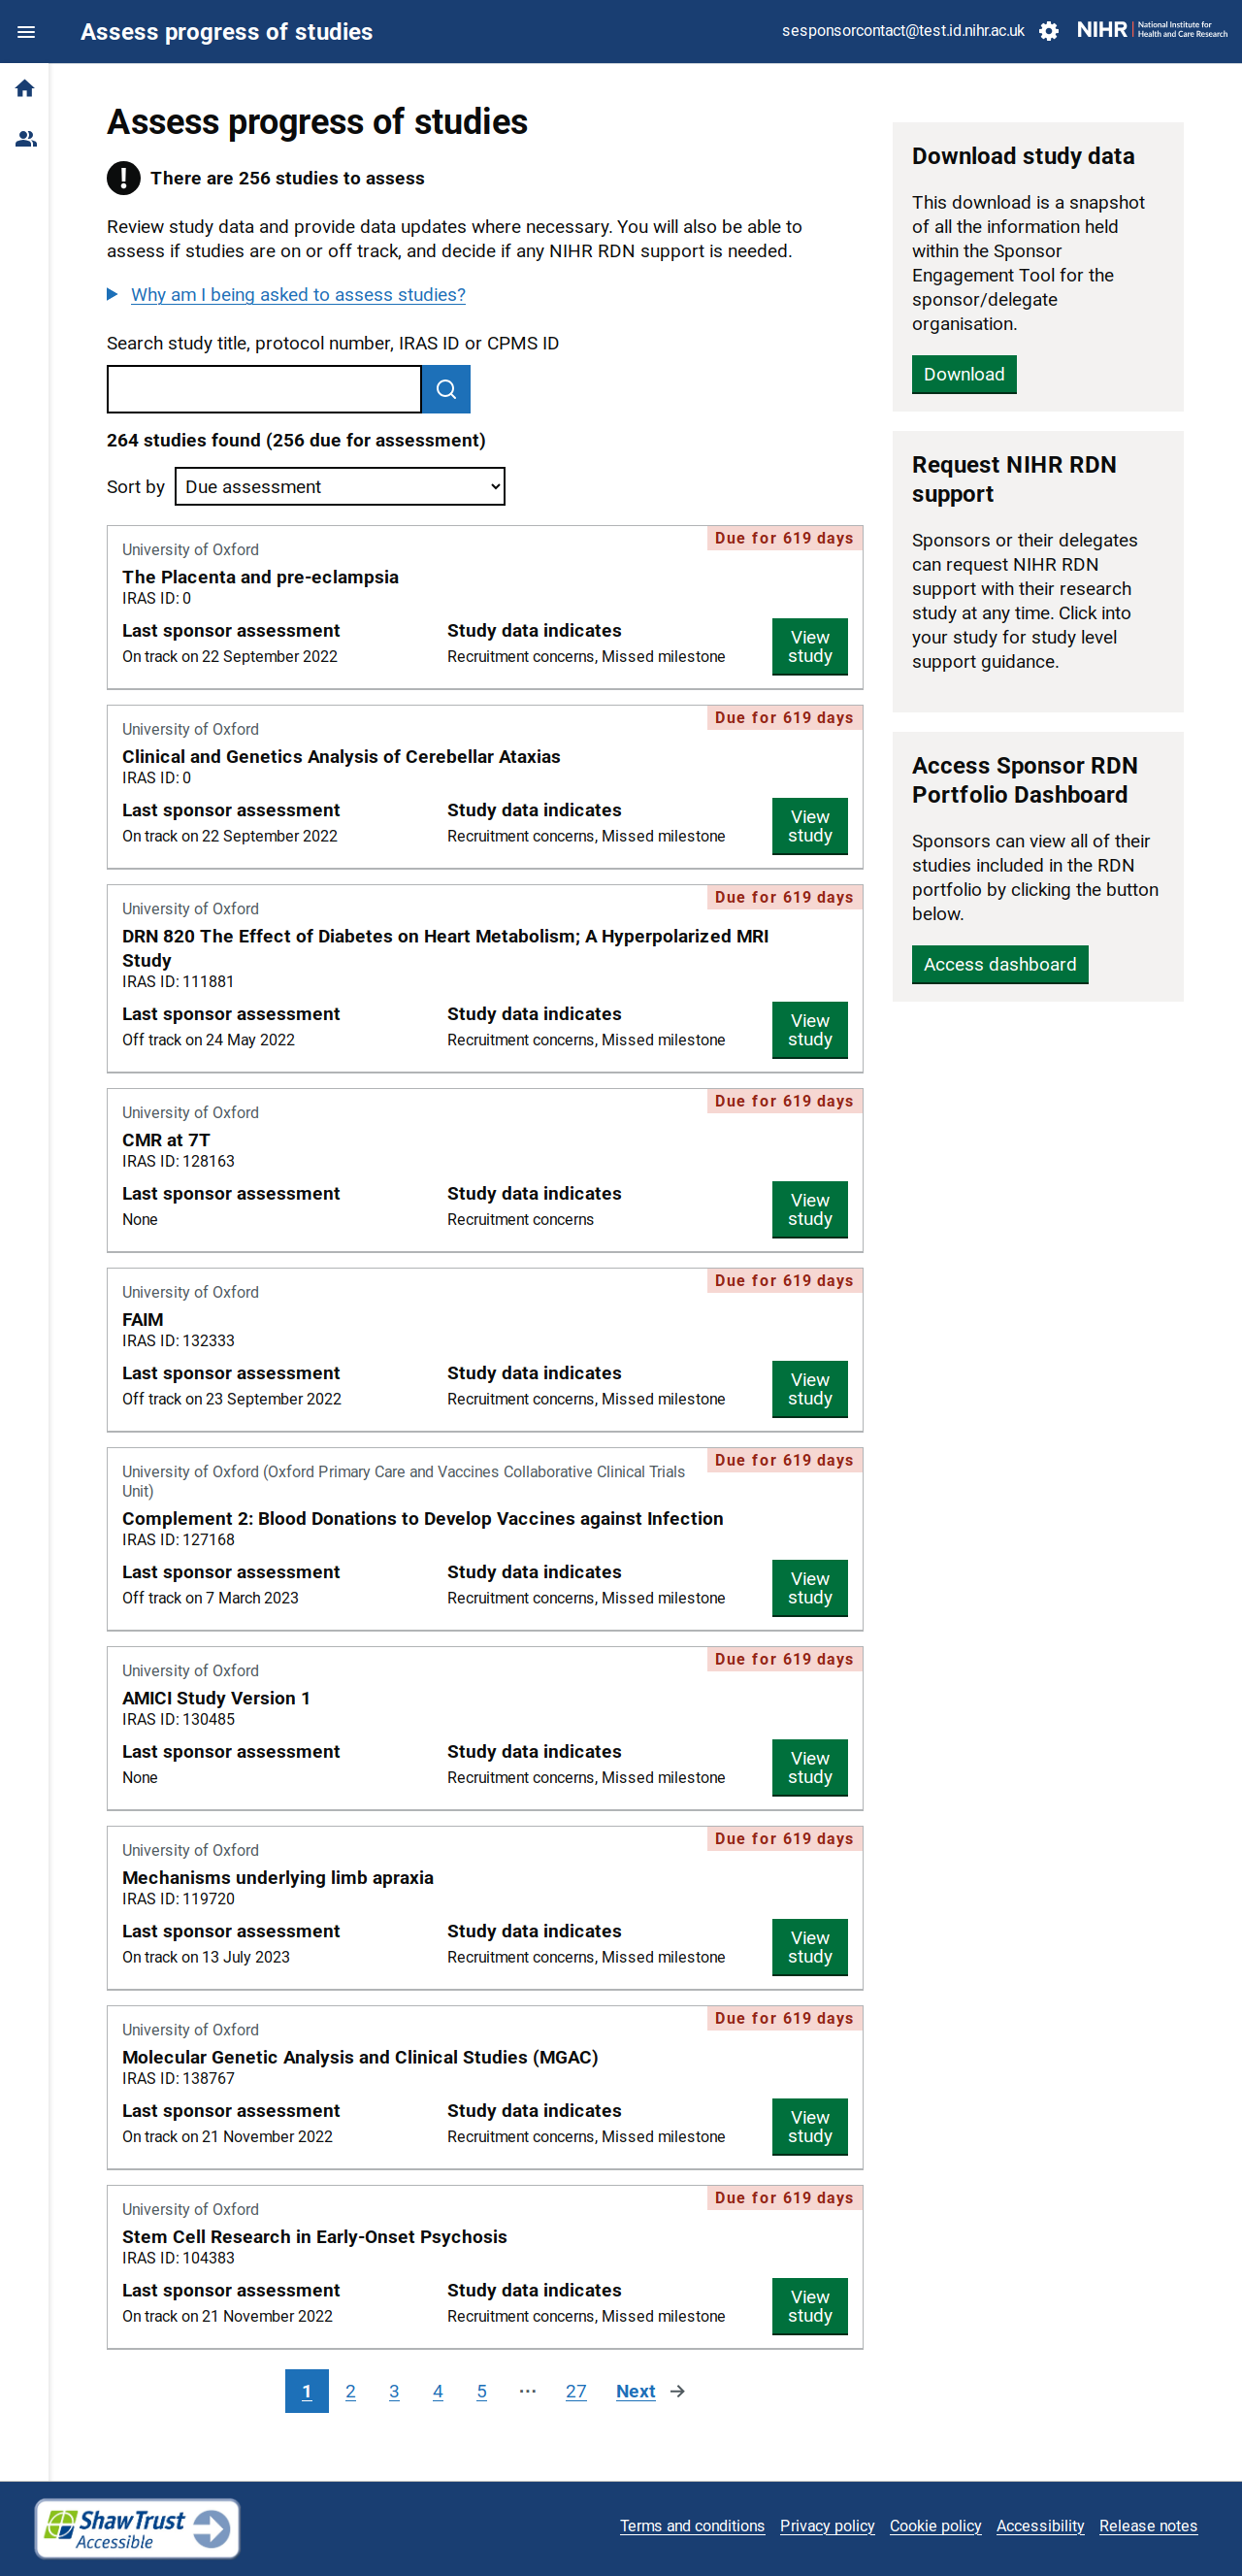 Assess progress of studies
sesponsorcontact@test.id.nihr.ac.uk
NIHR | National Institute for
Health and Care Research
Assess progress of studies
! There are 256 studies to assess
Review study data and provide data updates where necessary. You will also be able to
assess if studies are on or off track, and decide if any NIHR RDN support is needed.
Why am I being asked to assess studies?
Search study title, protocol number, IRAS ID or CPMS ID
264 studies found (256 due for assessment)
Sort by Due assessment
Due for 619 days
University of Oxford
The Placenta and pre-eclampsia
IRAS ID: 0
Last sponsor assessment
On track on 22 September 2022
Study data indicates
Recruitment concerns, Missed milestone
View
study
Due for 619 days
University of Oxford
Clinical and Genetics Analysis of Cerebellar Ataxias
IRAS ID: 0
Last sponsor assessment
On track on 22 September 2022
Study data indicates
Recruitment concerns, Missed milestone
View
study
Due for 619 days
University of Oxford
DRN 820 The Effect of Diabetes on Heart Metabolism; A Hyperpolarized MRI
Study
IRAS ID: 111881
Last sponsor assessment
Off track on 24 May 2022
Study data indicates
Recruitment concerns, Missed milestone
View
study
Due for 619 days
University of Oxford
CMR at 7T
IRAS ID: 128163
Last sponsor assessment
None
Study data indicates
Recruitment concerns
View
study
Due for 619 days
University of Oxford
FAIM
IRAS ID: 132333
Last sponsor assessment
Off track on 23 September 2022
Study data indicates
Recruitment concerns, Missed milestone
View
study
Due for 619 days
University of Oxford (Oxford Primary Care and Vaccines Collaborative Clinical Trials
Unit)
Complement 2: Blood Donations to Develop Vaccines against Infection
IRAS ID: 127168
Last sponsor assessment
Off track on 7 March 2023
Study data indicates
Recruitment concerns, Missed milestone
View
study
Due for 619 days
University of Oxford
AMICI Study Version 1
IRAS ID: 130485
Last sponsor assessment
None
Study data indicates
Recruitment concerns, Missed milestone
View
study
Due for 619 days
University of Oxford
Mechanisms underlying limb apraxia
IRAS ID: 119720
Last sponsor assessment
On track on 13 July 2023
Study data indicates
Recruitment concerns, Missed milestone
View
study
Due for 619 days
University of Oxford
Molecular Genetic Analysis and Clinical Studies (MGAC)
IRAS ID: 138767
Last sponsor assessment
On track on 21 November 2022
Study data indicates
Recruitment concerns, Missed milestone
View
study
Due for 619 days
University of Oxford
Stem Cell Research in Early-Onset Psychosis
IRAS ID: 104383
Last sponsor assessment
On track on 21 November 2022
Study data indicates
Recruitment concerns, Missed milestone
View
study
1 2 3 4 5 ··· 27 Next →
Download study data
This download is a snapshot
of all the information held
within the Sponsor
Engagement Tool for the
sponsor/delegate
organisation.
Download
Request NIHR RDN
support
Sponsors or their delegates
can request NIHR RDN
support with their research
study at any time. Click into
your study for study level
support guidance.
Access Sponsor RDN
Portfolio Dashboard
Sponsors can view all of their
studies included in the RDN
portfolio by clicking the button
below.
Access dashboard
ShawTrust
Accessible
Terms and conditions Privacy policy Cookie policy Accessibility Release notes